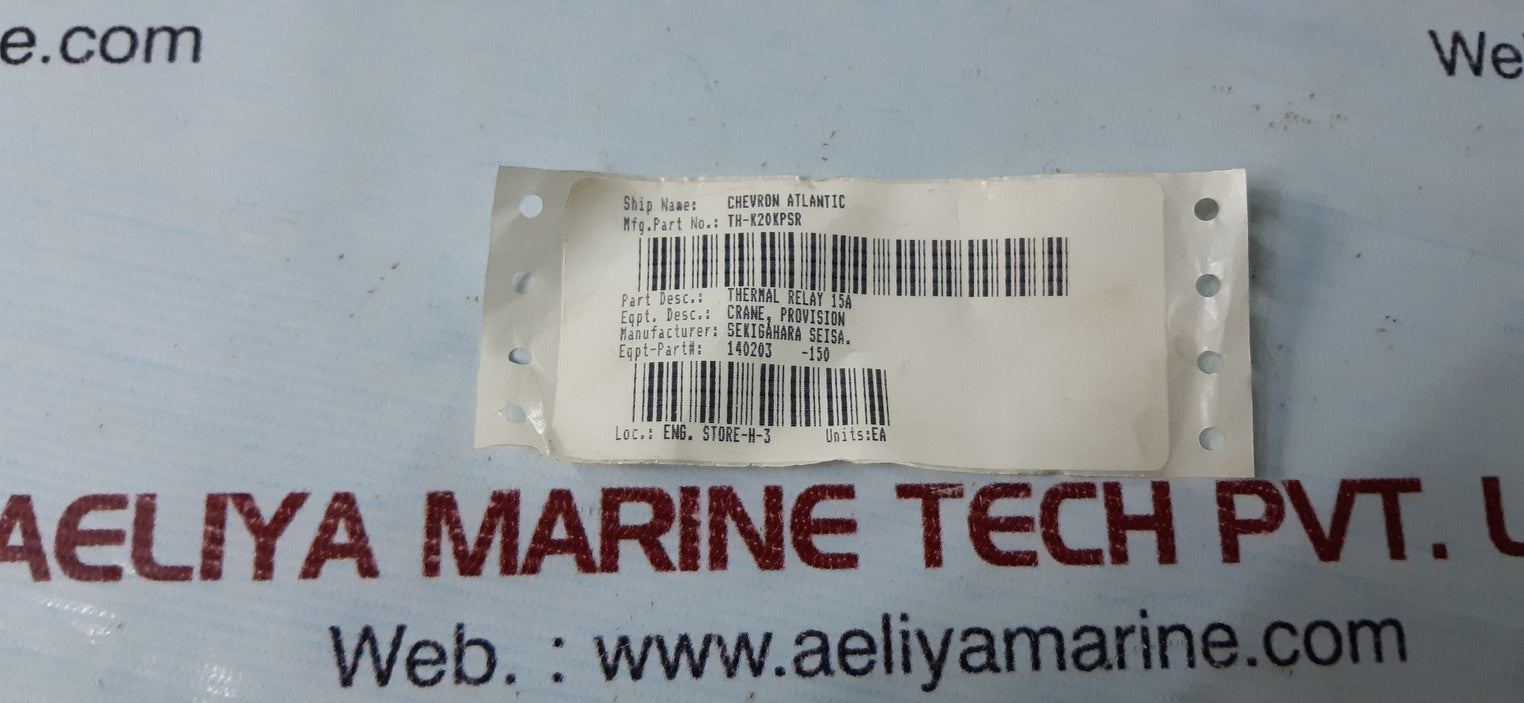 e.com
We
Ship Name: CHEVRON ATLANTIC
Mfg.Part No.: TH-K20KPSR
Part Desc.: THERMAL RELAY 15A
Eqpt. Desc.: CRANE, PROVISION
Manufacturer: SEKIGAHARA SEISA.
Eqpt-Part#: 140203 -150
Loc.: ENG. STORE-H-3 Units:EA
AELIYA MARINE TECH PVT. L
Web. : www.aeliyamarine.com